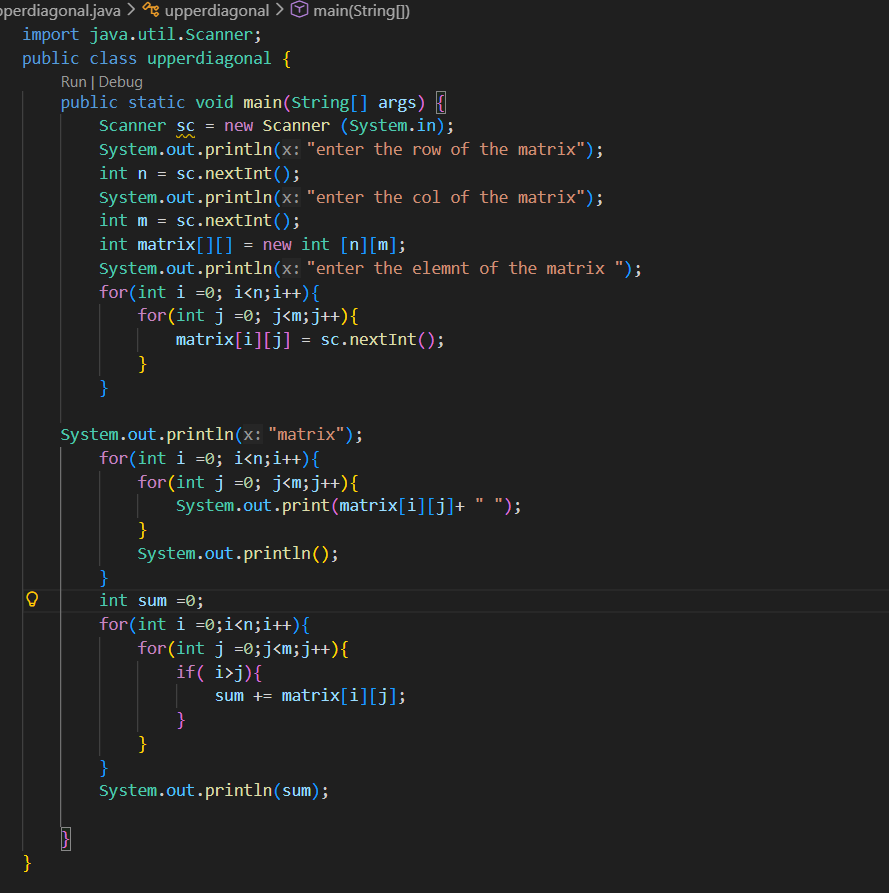 pperdiagonal.java > upperdiagonal > main(String[])
import java.util.Scanner;
public class upperdiagonal {
Run | Debug
public static void main(String[] args) {
Scanner sc = new Scanner (System.in);
System.out.println(x: "enter the row of the matrix");
int n = sc.nextInt();
System.out.println(x: "enter the col of the matrix");
int m = sc.nextInt();
int matrix[][] = new int [n][m];
System.out.println(x: "enter the elemnt of the matrix ");
for(int i =0; i<n;i++){
for(int j =0; j<m;j++){
matrix[i][j] = sc.nextInt();
}
}
System.out.println(x: "matrix");
for(int i =0; i<n;i++){
for(int j =0; j<m;j++){
System.out.print(matrix[i][j]+ " ");
}
System.out.println();
}
int sum =0;
for(int i =0;i<n;i++){
for(int j =0;j<m;j++){
if( i>j){
sum += matrix[i][j];
}
}
}
System.out.println(sum);
}
}